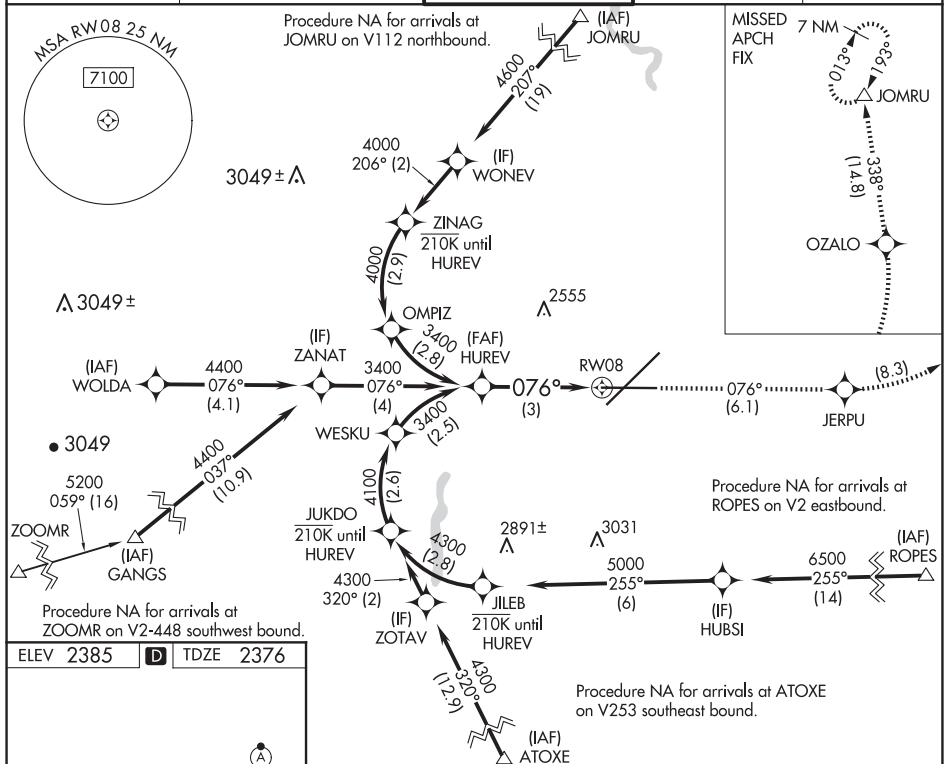 Procedure NA for arrivals at
JOMRU on V112 northbound.
(IAF)
JOMRU
MSA RW08 25 NM
7100
MISSED
APCH
FIX
7 NM
013°
193°
JOMRU
338°
(14.8)
OZALO
4600
207°
(19)
4000
206° (2)
(IF)
WONEV
3049±
ZINAG
210K until
HUREV
4000
(2.9)
3049±
2555
OMPIZ
3400
(2.8)
(IF)
ZANAT
(FAF)
HUREV
RW08
(IAF)
WOLDA
4400
076°
(4.1)
3400
076°
(4)
076°
(3)
076°
(6.1)
(8.3)
JERPU
WESKU
3400
(2.5)
3049
4400
037°
(10.9)
5200
059° (16)
ZOOMR
(IAF)
GANGS
4100
(2.6)
JUKDO
210K until
HUREV
4300
(2.8)
2891±
3031
Procedure NA for arrivals at
ROPES on V2 eastbound.
(IAF)
ROPES
6500
255°
(14)
5000
255°
(6)
(IF)
HUBSI
JILEB
210K until
HUREV
4300
320° (2)
(IF)
ZOTAV
Procedure NA for arrivals at
ZOOMR on V2-448 southwest bound.
4300
320°
(12.9)
Procedure NA for arrivals at ATOXE
on V253 southeast bound.
(IAF)
ATOXE
ELEV 2385 D TDZE 2376
A